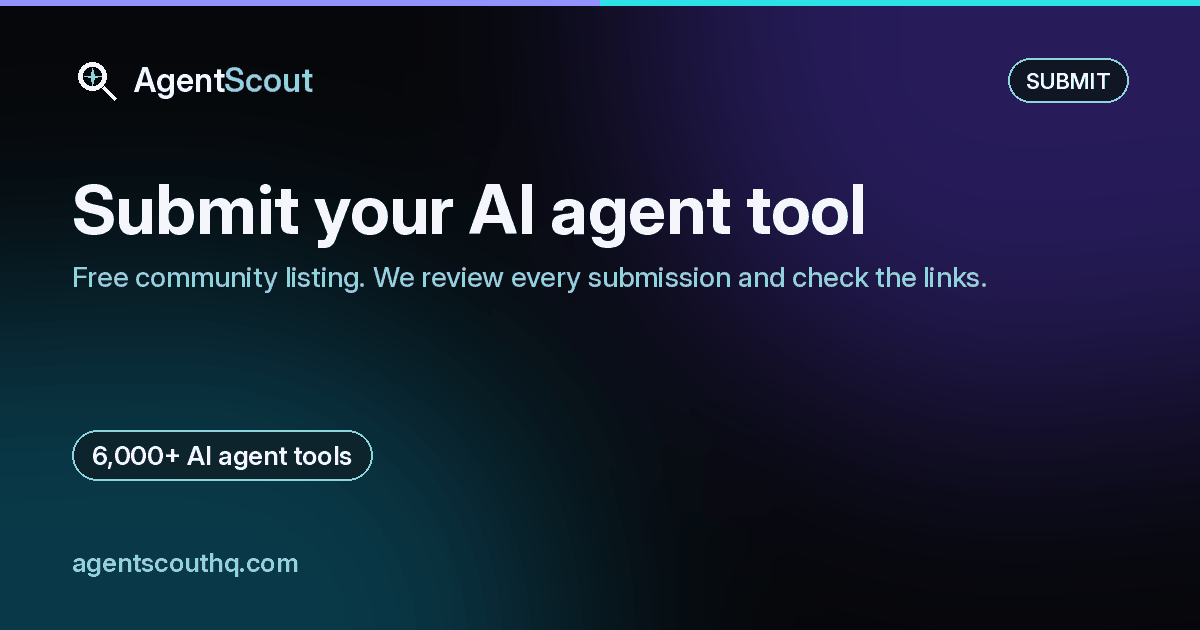 AgentScout
SUBMIT
Submit your AI agent tool
Free community listing. We review every submission and check the links.
6,000+ AI agent tools
agentscouthq.com